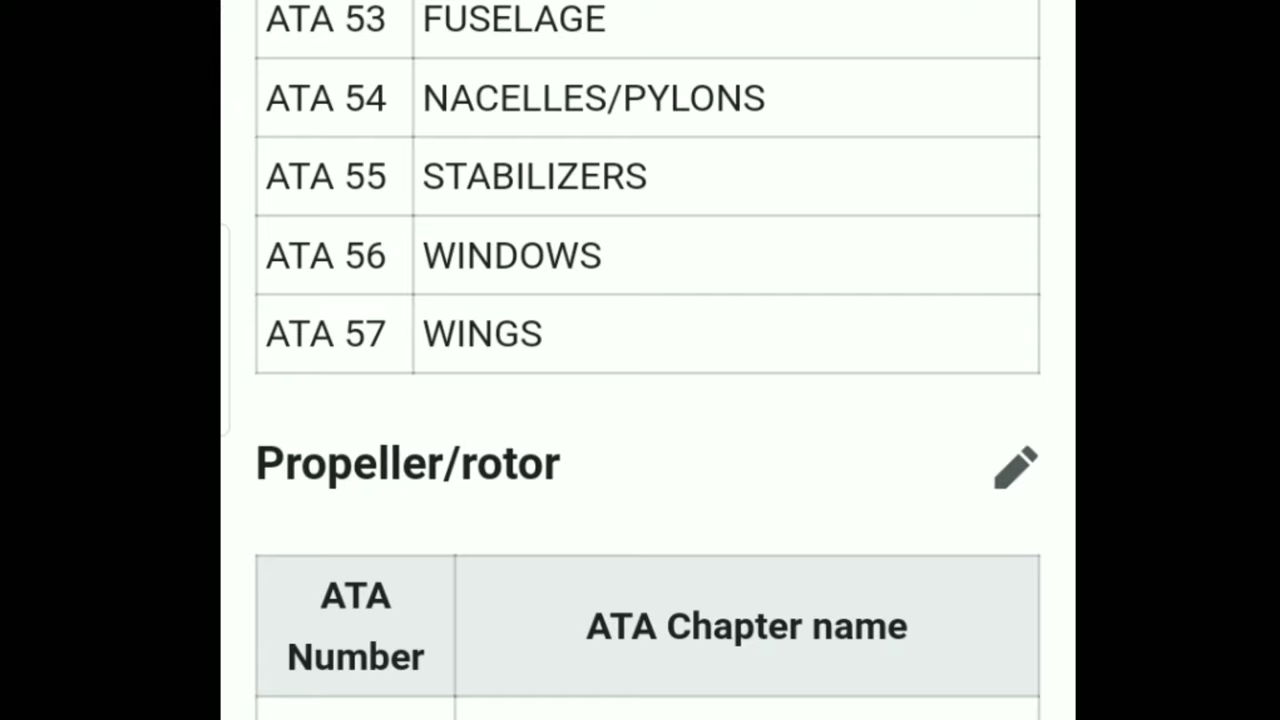 ATA 53 FUSELAGE
ATA 54 NACELLES/PYLONS
ATA 55 STABILIZERS
ATA 56 WINDOWS
ATA 57 WINGS
Propeller/rotor
ATA
Number
ATA Chapter name